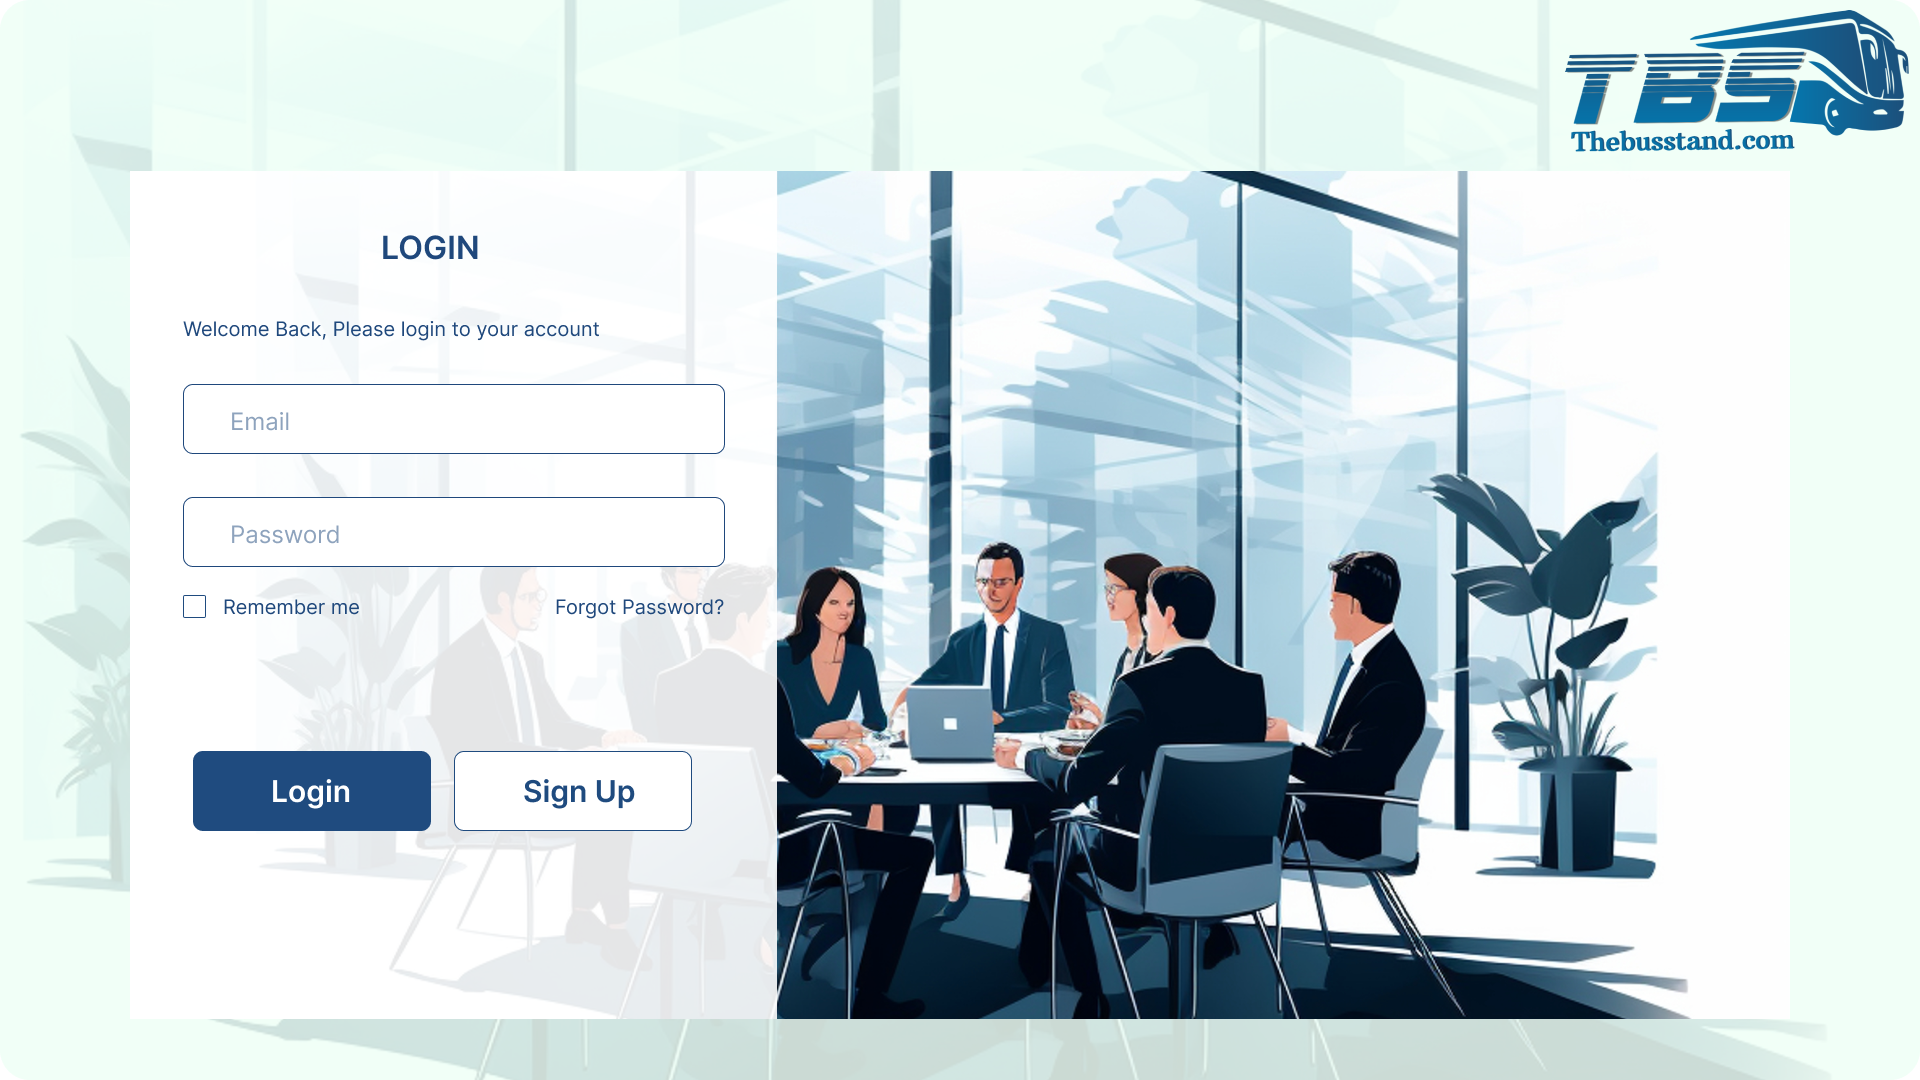 TBS
Thebusstand.com
LOGIN
Welcome Back, Please login to your account
Email
Password
Remember me
Forgot Password?
Login
Sign Up